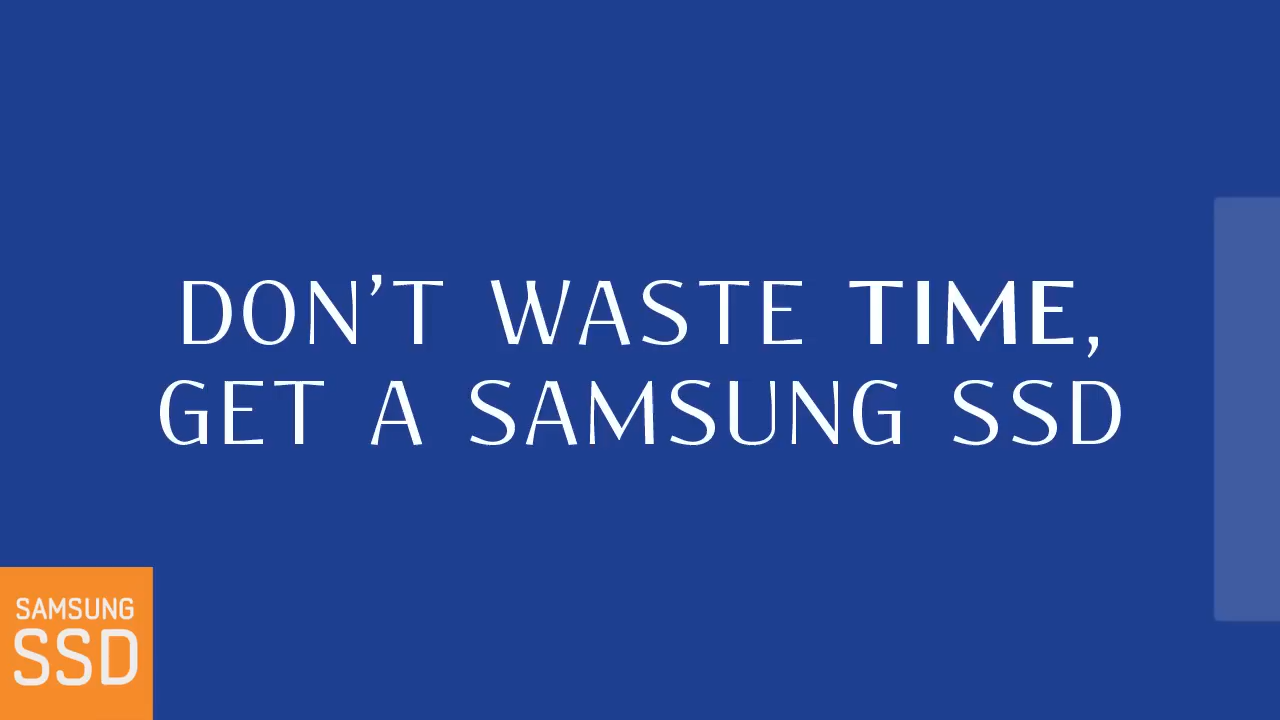 DON’T WASTE TIME,
GET A SAMSUNG SSD
SAMSUNG
SSD